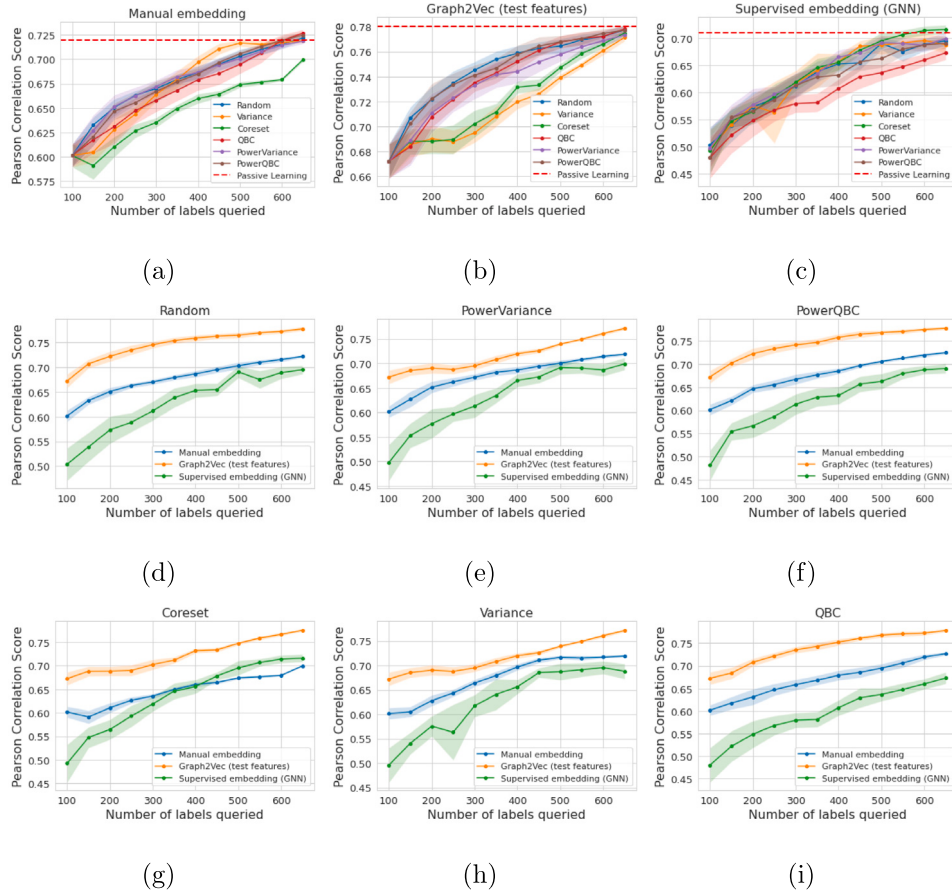 Manual embedding
Pearson Correlation Score
0.725
0.700
0.675
0.650
0.625
0.600
0.575
Random
Variance
Coreset
QBC
PowerVariance
PowerQBC
Passive Learning
100 200 300 400 500 600
Number of labels queried
(a)
Graph2Vec (test features)
Pearson Correlation Score
0.78
0.76
0.74
0.72
0.70
0.68
0.66
Random
Variance
Coreset
QBC
PowerVariance
PowerQBC
Passive Learning
100 200 300 400 500 600
Number of labels queried
(b)
Supervised embedding (GNN)
Pearson Correlation Score
0.70
0.65
0.60
0.55
0.50
0.45
Random
Variance
Coreset
QBC
PowerVariance
PowerQBC
Passive Learning
100 200 300 400 500 600
Number of labels queried
(c)
Random
Pearson Correlation Score
0.75
0.70
0.65
0.60
0.55
0.50
Manual embedding
Graph2Vec (test features)
Supervised embedding (GNN)
100 200 300 400 500 600
Number of labels queried
(d)
PowerVariance
Pearson Correlation Score
0.75
0.70
0.65
0.60
0.55
0.50
0.45
Manual embedding
Graph2Vec (test features)
Supervised embedding (GNN)
100 200 300 400 500 600
Number of labels queried
(e)
PowerQBC
Pearson Correlation Score
0.75
0.70
0.65
0.60
0.55
0.50
0.45
Manual embedding
Graph2Vec (test features)
Supervised embedding (GNN)
100 200 300 400 500 600
Number of labels queried
(f)
Coreset
Pearson Correlation Score
0.75
0.70
0.65
0.60
0.55
0.50
0.45
Manual embedding
Graph2Vec (test features)
Supervised embedding (GNN)
100 200 300 400 500 600
Number of labels queried
(g)
Variance
Pearson Correlation Score
0.75
0.70
0.65
0.60
0.55
0.50
0.45
Manual embedding
Graph2Vec (test features)
Supervised embedding (GNN)
100 200 300 400 500 600
Number of labels queried
(h)
QBC
Pearson Correlation Score
0.75
0.70
0.65
0.60
0.55
0.50
0.45
Manual embedding
Graph2Vec (test features)
Supervised embedding (GNN)
100 200 300 400 500 600
Number of labels queried
(i)